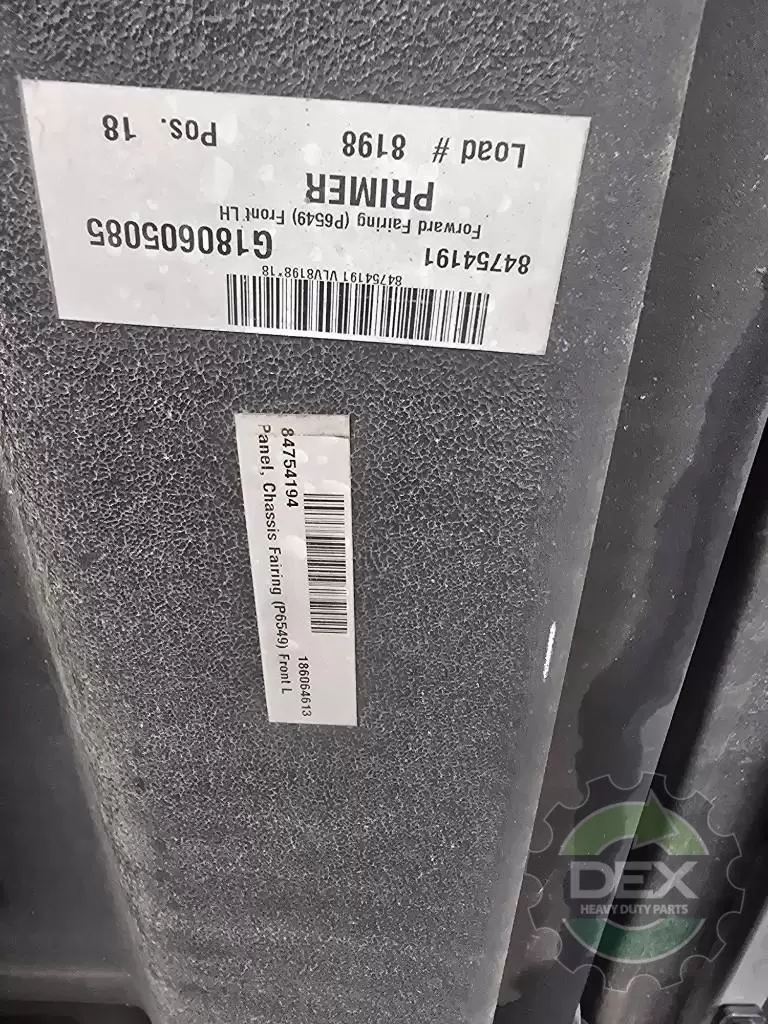 84754191 VLV8198*18
84754191 G180605085
Forward Fairing (P6549) Front LH
PRIMER
Load # 8198 Pos. 18
84754194
Panel, Chassis Fairing (P6549) Front L
186064613
DEX
HEAVY DUTY PARTS